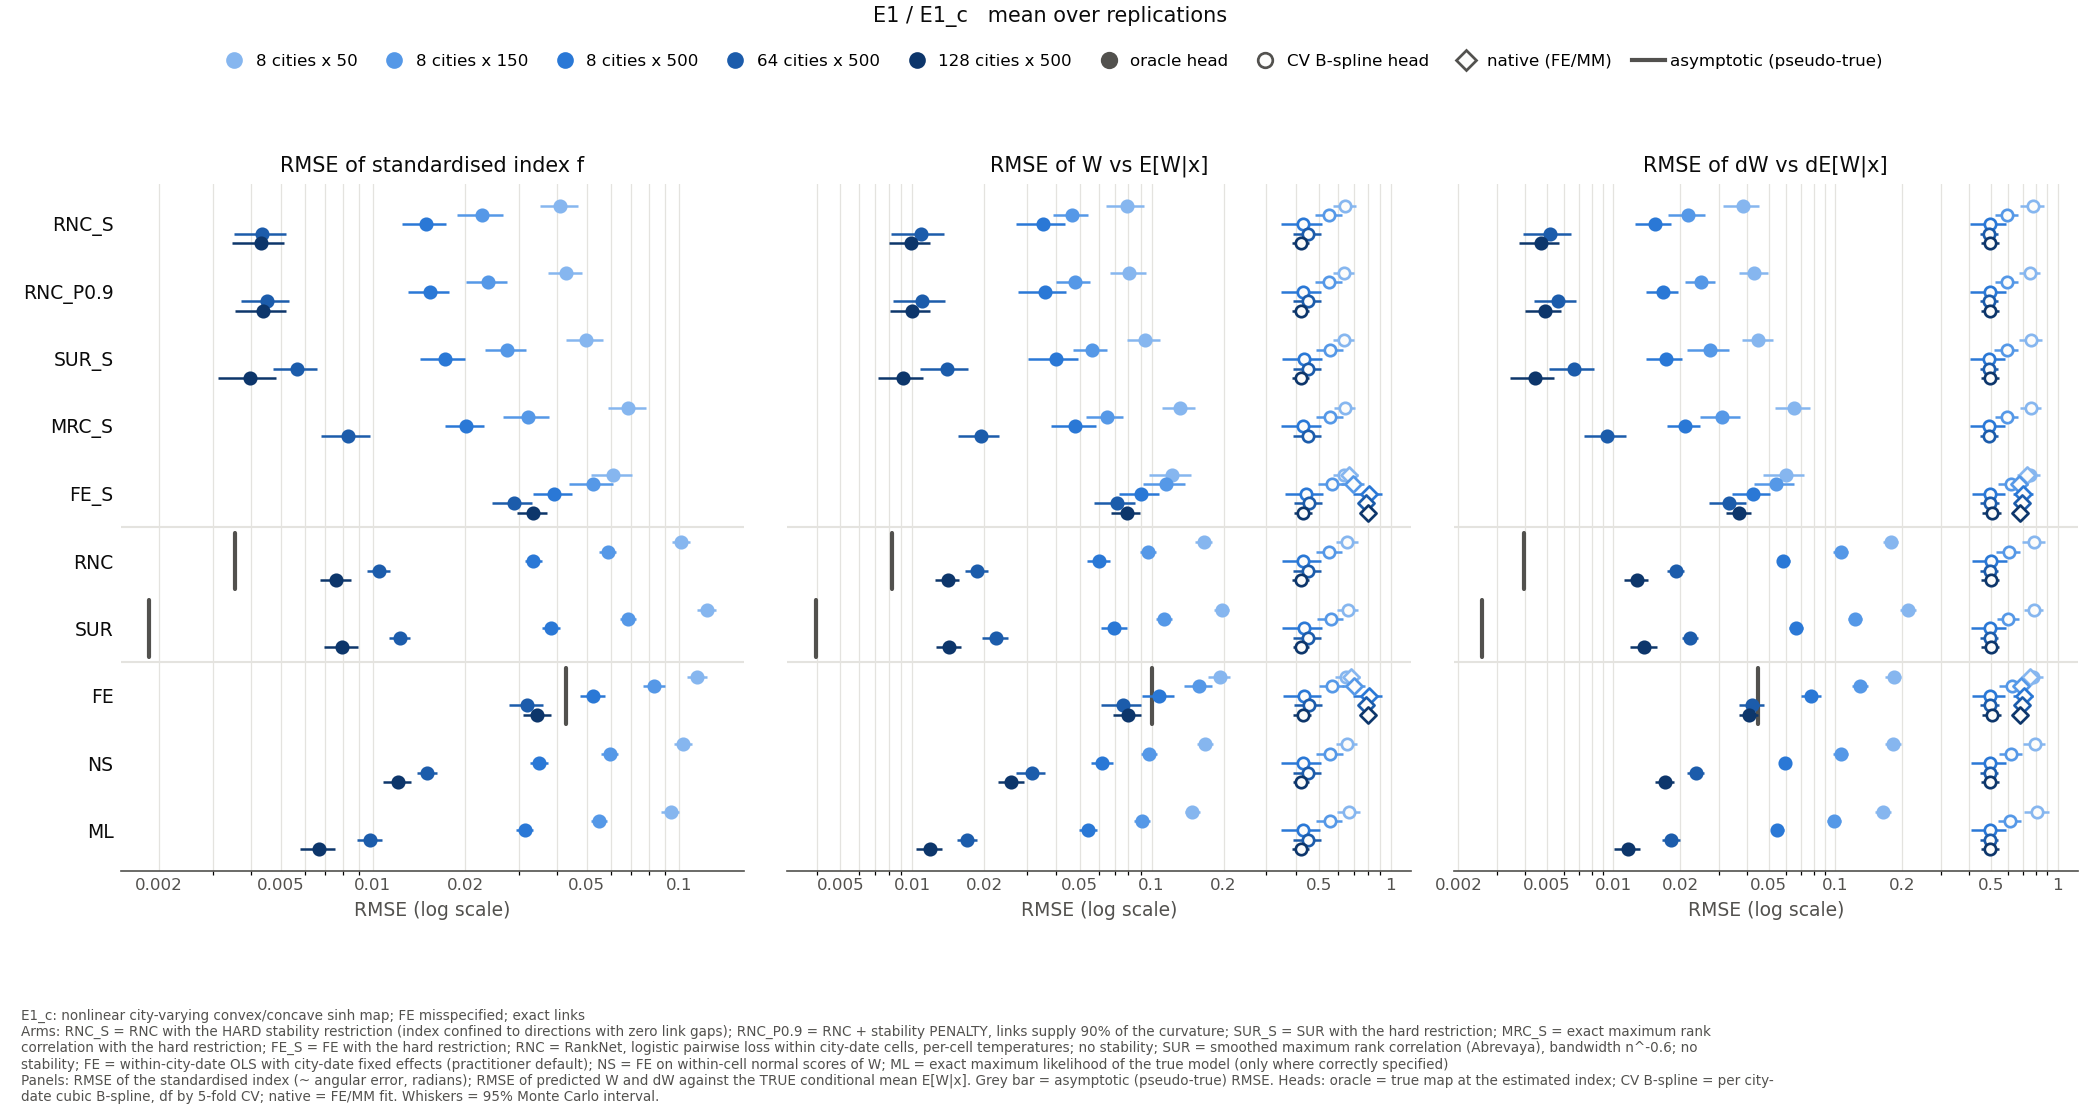 E1 / E1_c   mean over replications
8 cities x 50   8 cities x 150   8 cities x 500   64 cities x 500   128 cities x 500   oracle head   CV B-spline head   native (FE/MM)   asymptotic (pseudo-true)
RMSE of standardised index f   RMSE of W vs E[W|x]   RMSE of dW vs dE[W|x]
RNC_S
RNC_P0.9
SUR_S
MRC_S
FE_S
RNC
SUR
FE
NS
ML
0.002   0.005   0.01   0.02   0.05   0.1   0.005   0.01   0.02   0.05   0.1   0.2   0.5   1   0.002   0.005   0.01   0.02   0.05   0.1   0.2   0.5   1
RMSE (log scale)   RMSE (log scale)   RMSE (log scale)
E1_c: nonlinear city-varying convex/concave sinh map; FE misspecified; exact links
Arms: RNC_S = RNC with the HARD stability restriction (index confined to directions with zero link gaps); RNC_P0.9 = RNC + stability PENALTY, links supply 90% of the curvature; SUR_S = SUR with the hard restriction; MRC_S = exact maximum rank
correlation with the hard restriction; FE_S = FE with the hard restriction; RNC = RankNet, logistic pairwise loss within city-date cells, per-cell temperatures; no stability; SUR = smoothed maximum rank correlation (Abrevaya), bandwidth n^-0.6; no
stability; FE = within-city-date OLS with city-date fixed effects (practitioner default); NS = FE on within-cell normal scores of W; ML = exact maximum likelihood of the true model (only where correctly specified)
Panels: RMSE of the standardised index (~ angular error, radians); RMSE of predicted W and dW against the TRUE conditional mean E[W|x]. Grey bar = asymptotic (pseudo-true) RMSE. Heads: oracle = true map at the estimated index; CV B-spline = per city-
date cubic B-spline, df by 5-fold CV; native = FE/MM fit. Whiskers = 95% Monte Carlo interval.